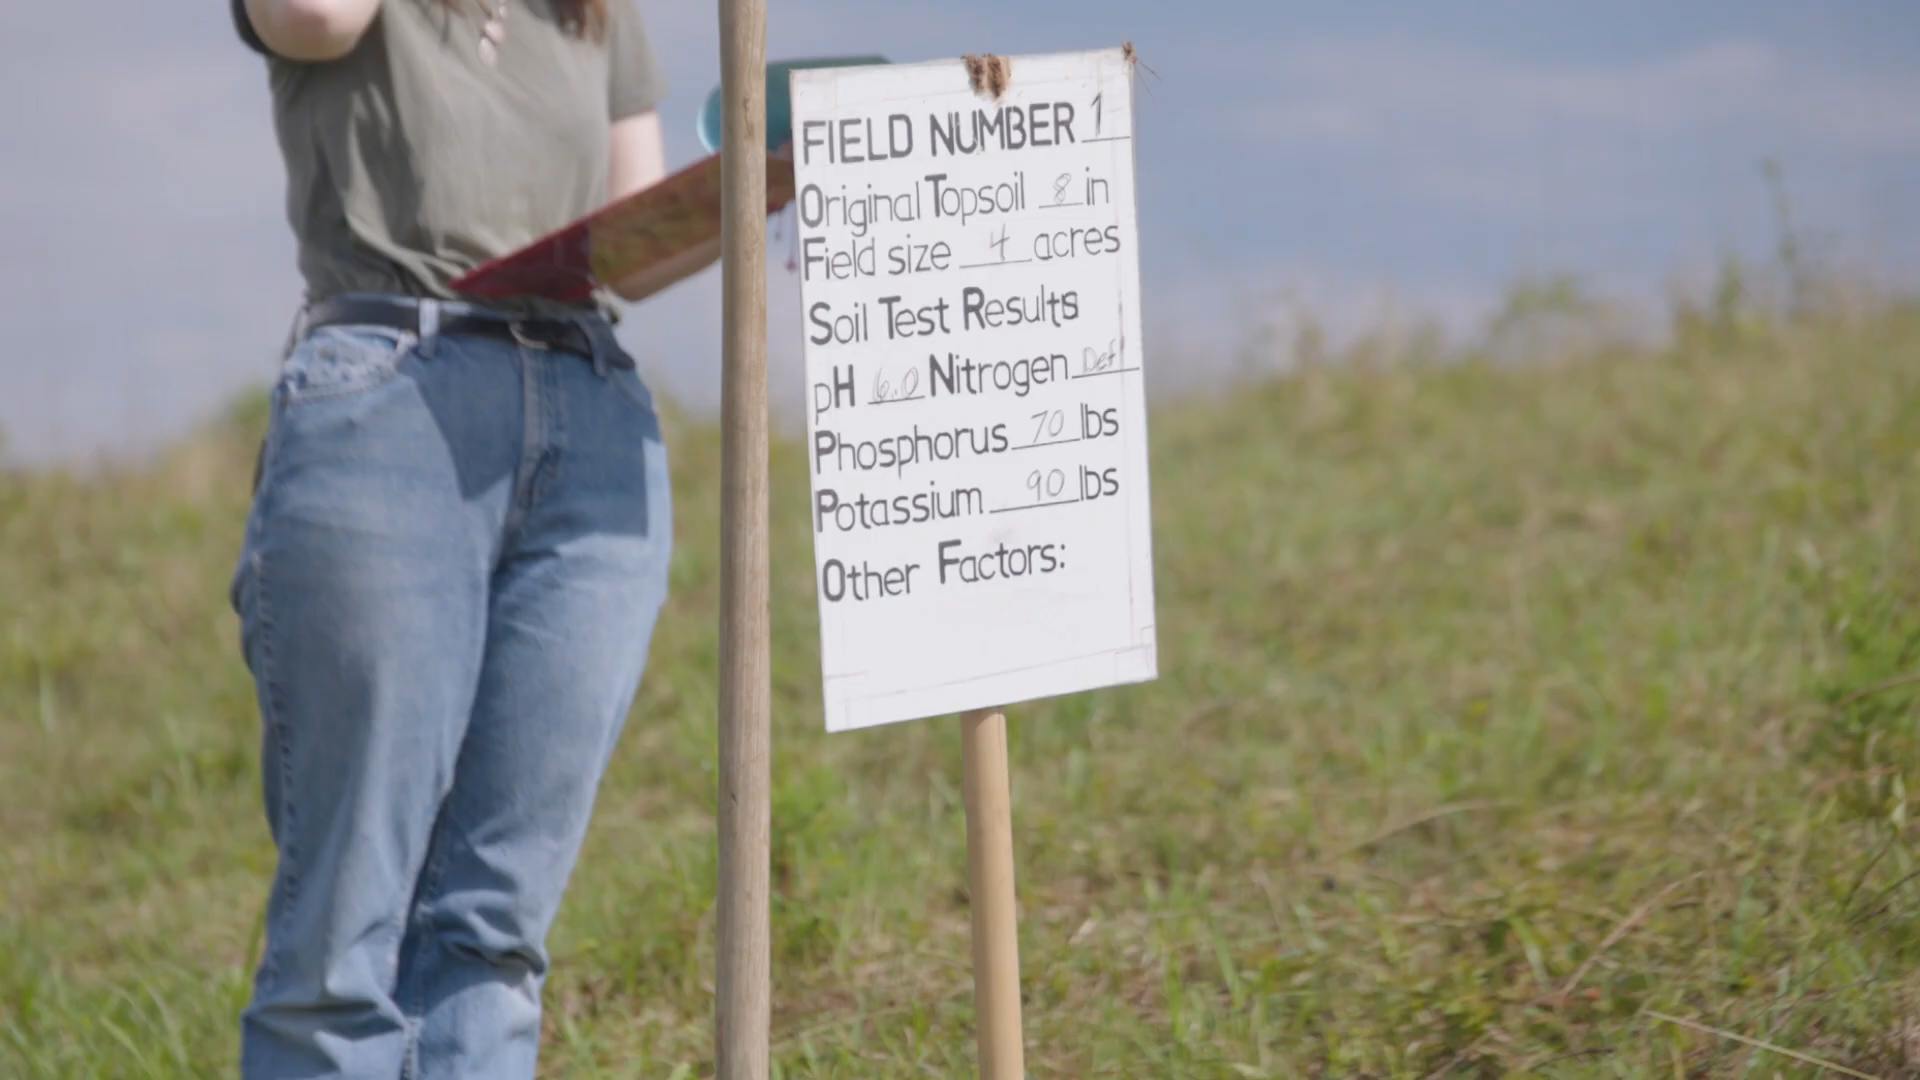 FIELD NUMBER 1
Original Topsoil 8 in
Field size 4 acres
Soil Test Results
pH 6.0 Nitrogen Def
Phosphorus 70 lbs
Potassium 90 lbs
Other Factors: